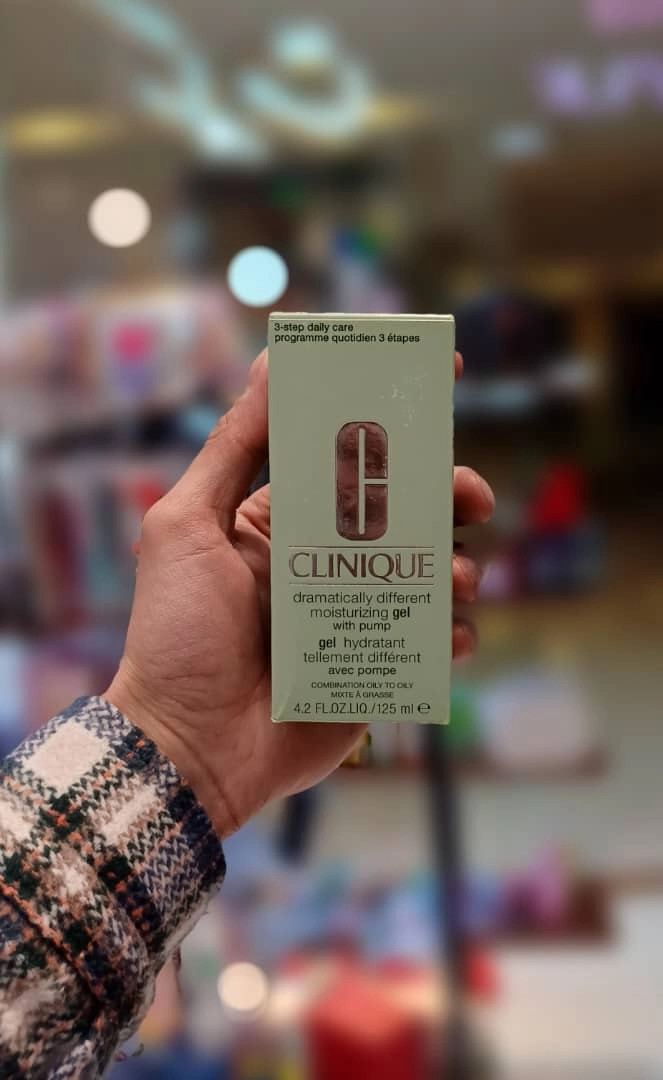 3-step daily care
programme quotidien 3 étapes
CLINIQUE
dramatically different
moisturizing gel
with pump
gel hydratant
tellement différent
avec pompe
COMBINATION OILY TO OILY
MIXTE À GRASSE
4.2 FL.OZ.LIQ./125 ml ℮